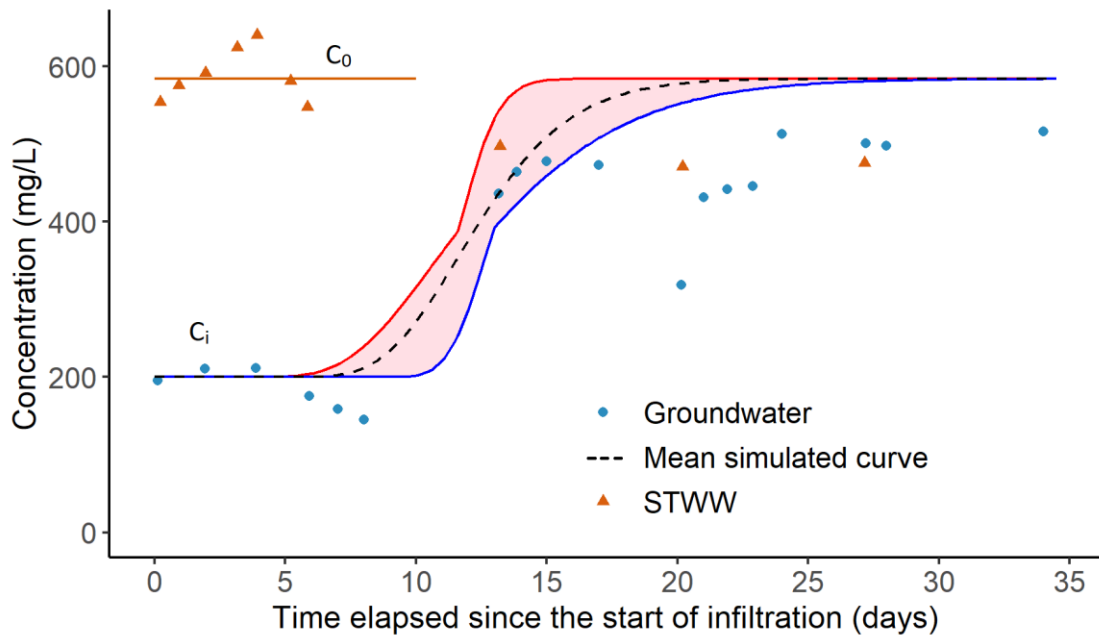 C0
Ci
600
400
200
0
Concentration (mg/L)
Groundwater
Mean simulated curve
STWW
0 5 10 15 20 25 30 35
Time elapsed since the start of infiltration (days)